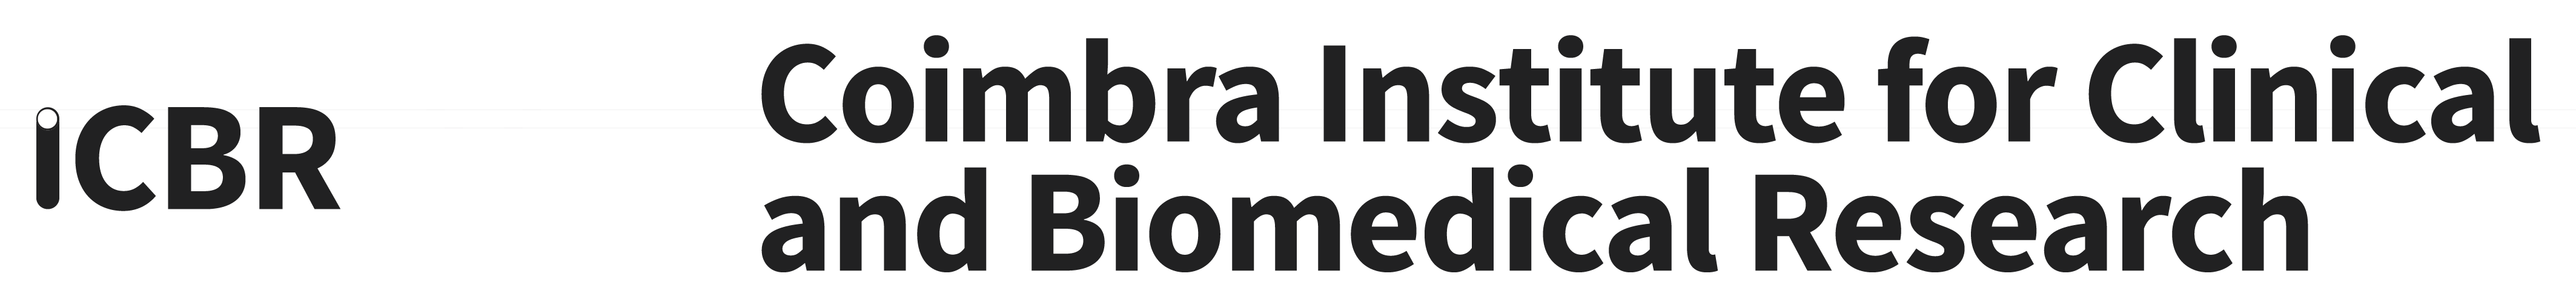 iCBR
Coimbra Institute for Clinical
and Biomedical Research